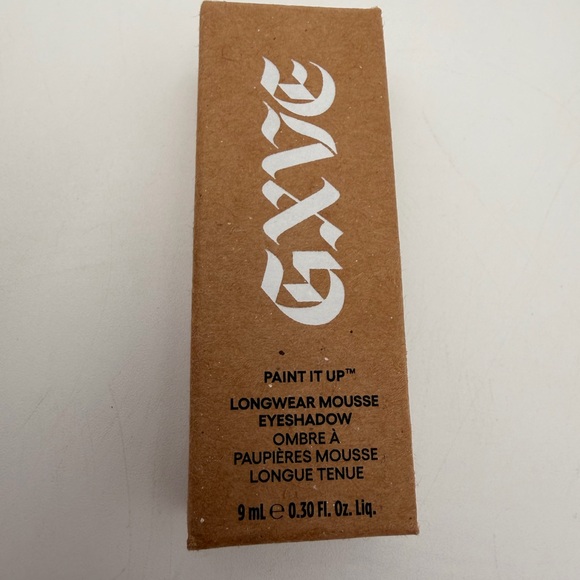 GXVE
PAINT IT UP™
LONGWEAR MOUSSE
EYESHADOW
OMBRE À
PAUPIÈRES MOUSSE
LONGUE TENUE
9 mL ℮ 0.30 Fl. Oz. Liq.